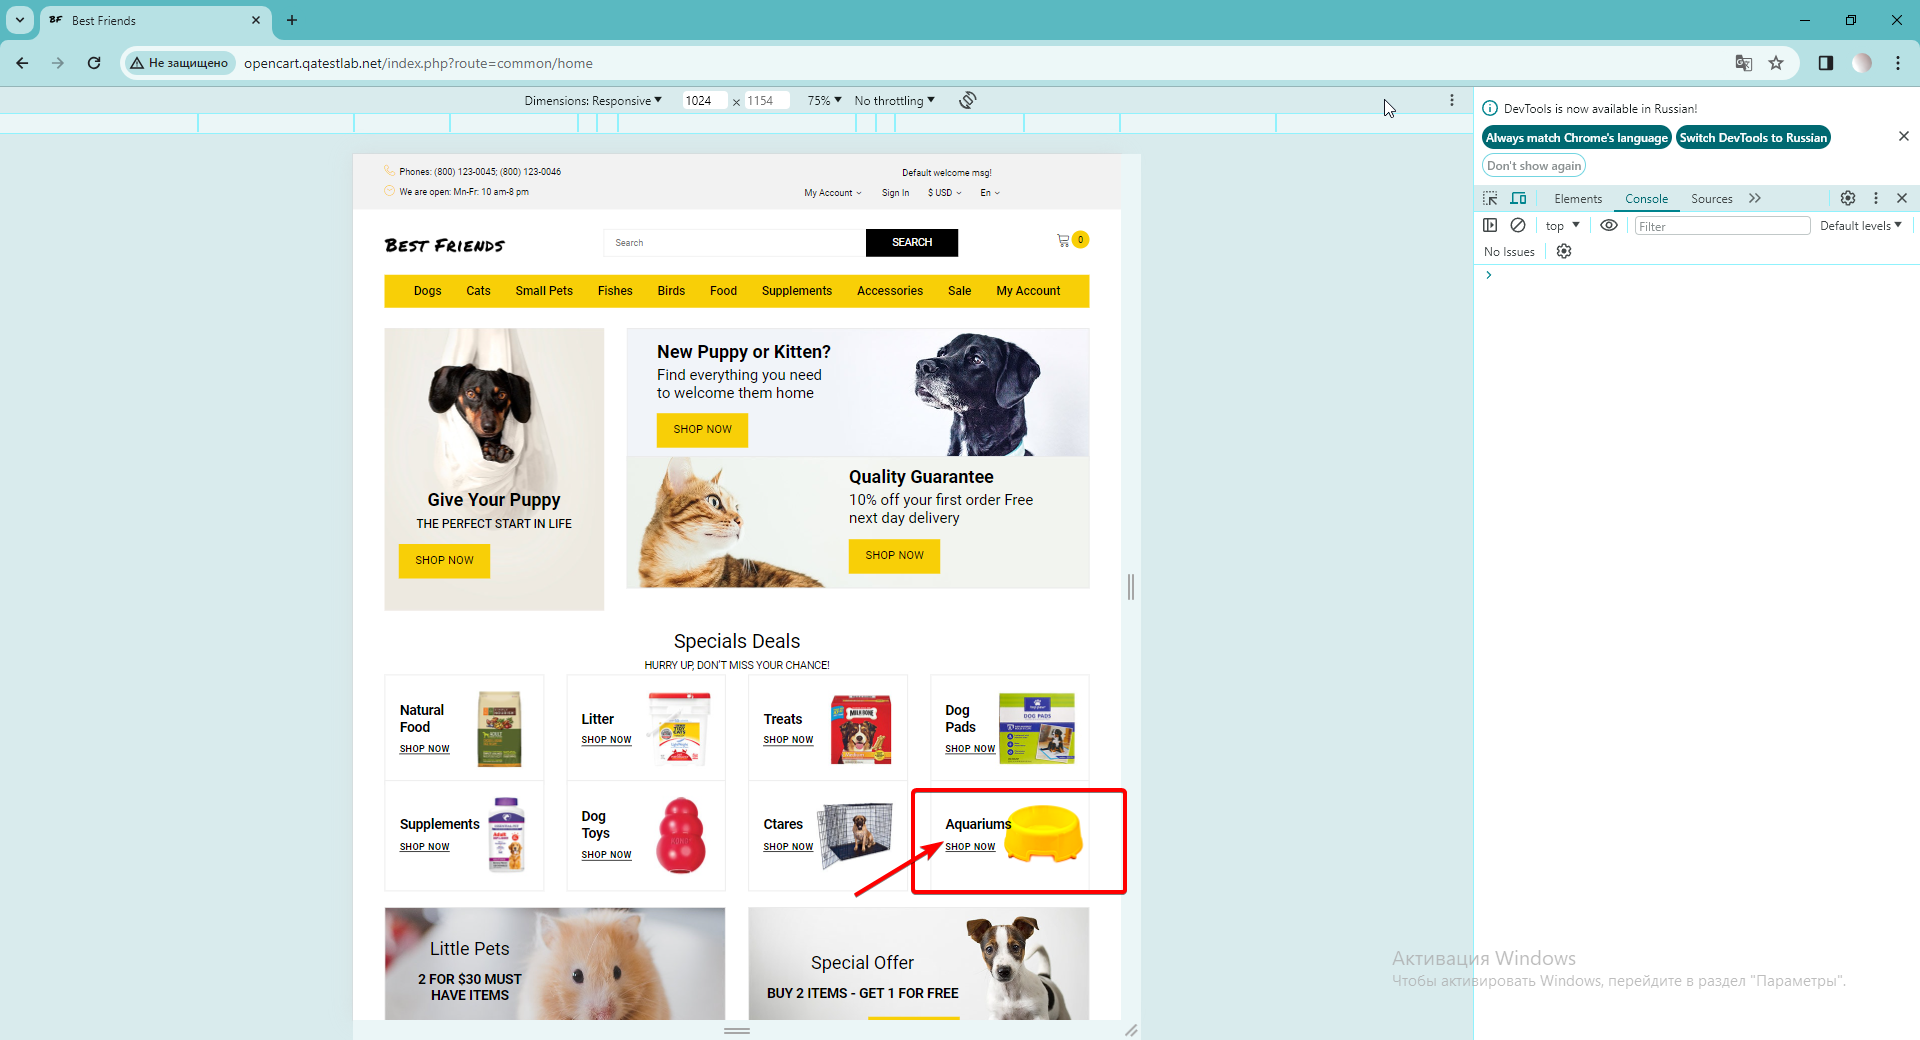 BF Best Friends
Не защищено opencart.qatestlab.net/index.php?route=common/home
Dimensions: Responsive 1024 × 1154 75% No throttling
DevTools is now available in Russian!
Always match Chrome's language Switch DevTools to Russian
Don't show again
Elements Console Sources
top Filter Default levels
No Issues
Phones: (800) 123-0045; (800) 123-0046
Default welcome msg!
We are open: Mn-Fr: 10 am-8 pm
My Account Sign In $ USD En
Best Friends
Search SEARCH 0
Dogs Cats Small Pets Fishes Birds Food Supplements Accessories Sale My Account
Give Your Puppy
THE PERFECT START IN LIFE
SHOP NOW
New Puppy or Kitten?
Find everything you need
to welcome them home
SHOP NOW
Quality Guarantee
10% off your first order Free
next day delivery
SHOP NOW
Specials Deals
HURRY UP, DON'T MISS YOUR CHANCE!
Natural
Food
SHOP NOW
Litter
SHOP NOW
Treats
SHOP NOW
MILK-BONE
Dog
Pads
SHOP NOW
DOG PADS
Supplements
SHOP NOW
Dog
Toys
SHOP NOW
KONG
Ctares
SHOP NOW
Aquariums
SHOP NOW
Little Pets
2 FOR $30 MUST
HAVE ITEMS
Special Offer
BUY 2 ITEMS - GET 1 FOR FREE
Активация Windows
Чтобы активировать Windows, перейдите в раздел "Параметры".